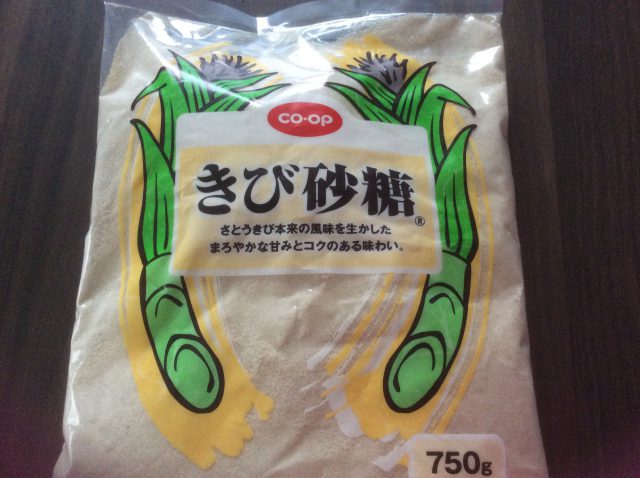 CO-OP
きび砂糖®
さとうきび本来の風味を生かした
まろやかな甘みとコクのある味わい。
750g